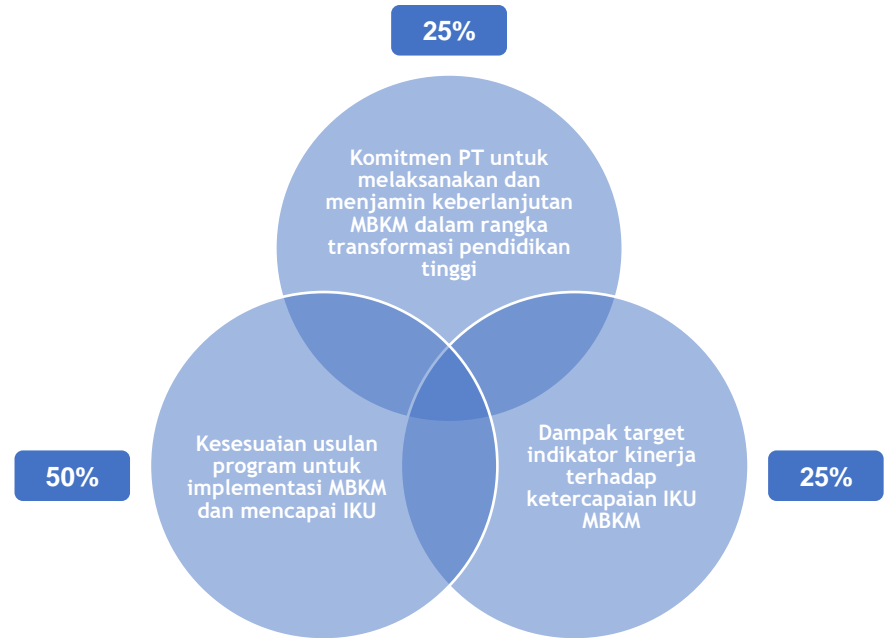 25%
Komitmen PT untuk
melaksanakan dan
menjamin keberlanjutan
MBKM dalam rangka
transformasi pendidikan
tinggi
50%
Kesesuaian usulan
program untuk
implementasi MBKM
dan mencapai IKU
Dampak target
indikator kinerja
terhadap
ketercapaian IKU
MBKM
25%